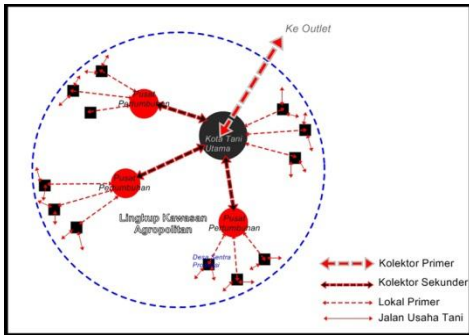 Ke Outlet
Pusat
Pertumbuhan
Kota Tani
Utama
Pusat
Pertumbuhan
Lingkup Kawasan
Agropolitan
Pusat
Pertumbuhan
Desa Sentra
Produksi
Kolektor Primer
Kolektor Sekunder
Lokal Primer
Jalan Usaha Tani